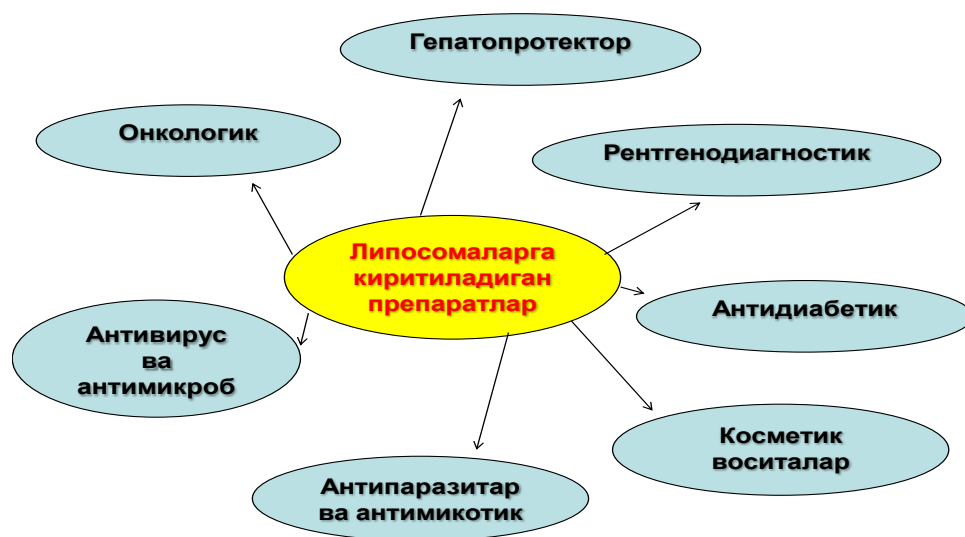 Гепатопротектор
Онкологик
Рентгенодиагностик
Липосомаларга
киритиладиган
препаратлар
Антидиабетик
Антивирус
ва
антимикроб
Косметик
воситалар
Антипаразитар
ва антимикотик